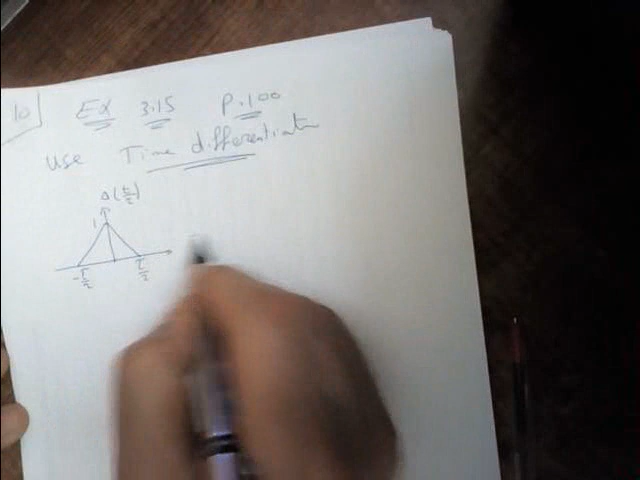 10 Ex 3.15 P.100
Use Time differentiation
Δ(t/τ)
1
-τ/2 τ/2